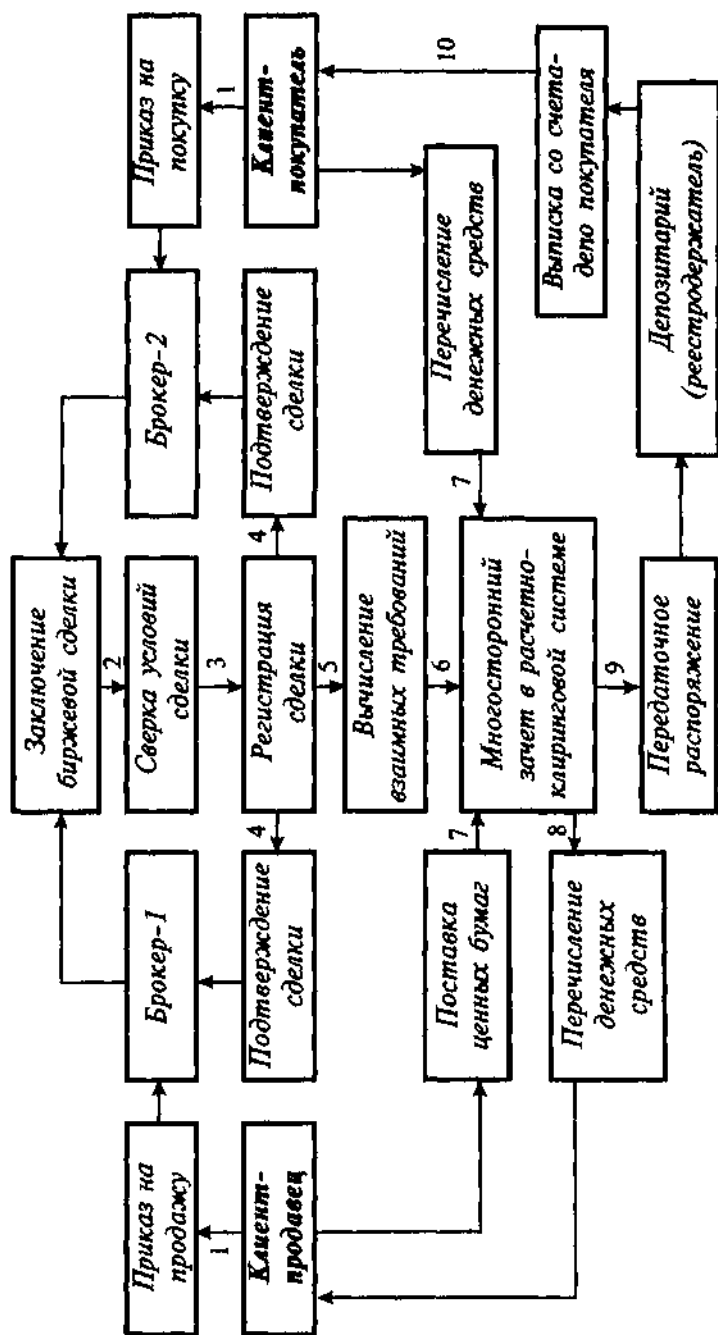 Приказ на
продажу
1
Клиент-
продавец
Брокер-1
Подтверждение
сделки
4
Заключение
биржевой сделки
2
Сверка условий
сделки
3
Регистрация
сделки
5
Вычисление
взаимных требований
6
Многосторонний
зачет в расчетно-
клиринговой системе
9
Передаточное
распоряжение
Поставка
ценных бумаг
7
8
Перечисление
денежных
средств
Брокер-2
4
Подтверждение
сделки
Приказ на
покупку
1
Клиент-
покупатель
Перечисление
денежных средств
7
10
Выписка со счета-
депо покупателя
Депозитарий
(реестродержатель)